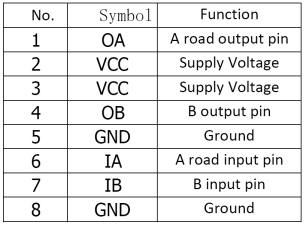 No. Symbol Function
1 OA A road output pin
2 VCC Supply Voltage
3 VCC Supply Voltage
4 OB B output pin
5 GND Ground
6 IA A road input pin
7 IB B input pin
8 GND Ground